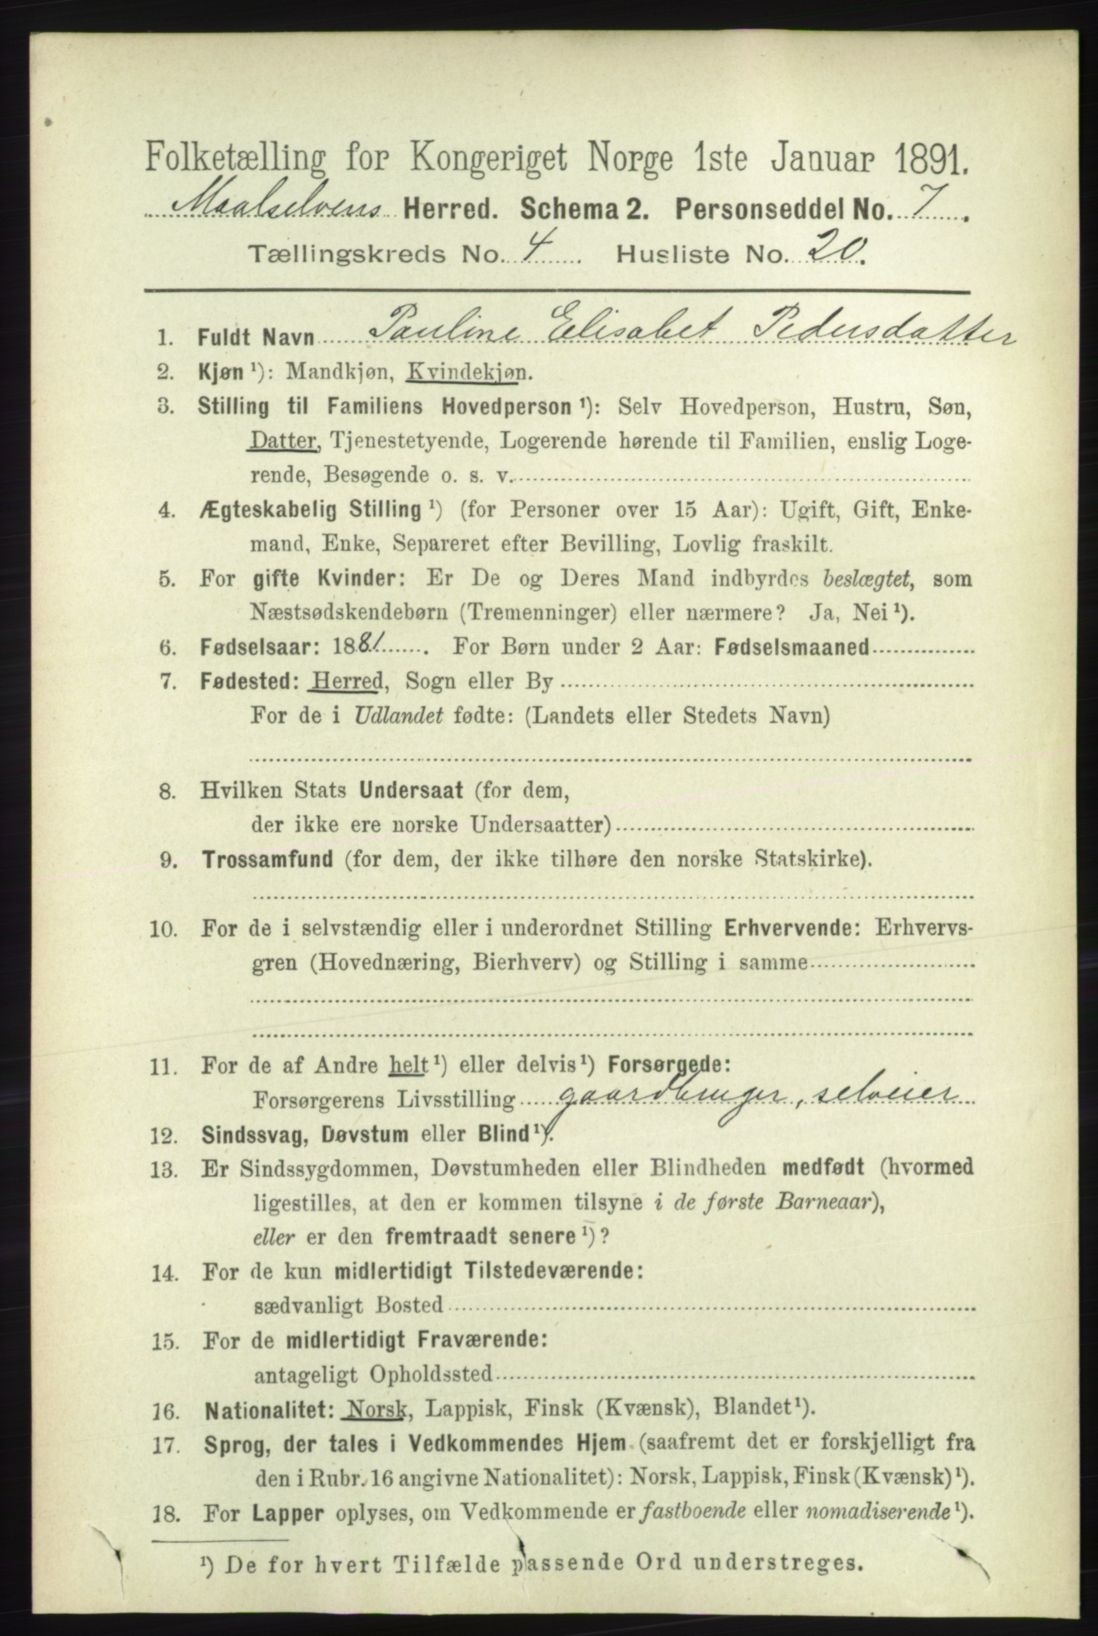 Folketælling for Kongeriget Norge 1ste Januar 1891.
Maalselvens Herred. Schema 2. Personseddel No. 7.
Tællingskreds No. 4. Husliste No. 20.
1. Fuldt Navn Pauline Elisabet Pedersdatter
2. Kjøn ¹): Mandkjøn, Kvindekjøn.
3. Stilling til Familiens Hovedperson ¹): Selv Hovedperson, Hustru, Søn,
Datter, Tjenestetyende, Logerende hørende til Familien, enslig Loge-
rende, Besøgende o. s. v.
4. Ægteskabelig Stilling ¹) (for Personer over 15 Aar): Ugift, Gift, Enke-
mand, Enke, Separeret efter Bevilling, Lovlig fraskilt.
5. For gifte Kvinder: Er De og Deres Mand indbyrdes beslægtet, som
Næstsødskendebørn (Tremenninger) eller nærmere? Ja, Nei ¹).
6. Fødselsaar: 1881. For Børn under 2 Aar: Fødselsmaaned
7. Fødested: Herred, Sogn eller By
For de i Udlandet fødte: (Landets eller Stedets Navn)
8. Hvilken Stats Undersaat (for dem,
der ikke ere norske Undersaatter)
9. Trossamfund (for dem, der ikke tilhøre den norske Statskirke).
10. For de i selvstændig eller i underordnet Stilling Erhvervende: Erhvervs-
gren (Hovednæring, Bierhverv) og Stilling i samme
11. For de af Andre helt ¹) eller delvis ¹) Forsørgede:
Forsørgerens Livsstilling gaardbruger, selveier
12. Sindssvag, Døvstum eller Blind ¹).
13. Er Sindssygdommen, Døvstumheden eller Blindheden medfødt (hvormed
ligestilles, at den er kommen tilsyne i de første Barneaar),
eller er den fremtraadt senere ¹)?
14. For de kun midlertidigt Tilstedeværende:
sædvanligt Bosted
15. For de midlertidigt Fraværende:
antageligt Opholdssted
16. Nationalitet: Norsk, Lappisk, Finsk (Kvænsk), Blandet ¹).
17. Sprog, der tales i Vedkommendes Hjem (saafremt det er forskjelligt fra
den i Rubr. 16 angivne Nationalitet): Norsk, Lappisk, Finsk (Kvænsk) ¹).
18. For Lapper oplyses, om Vedkommende er fastboende eller nomadiserende ¹).
¹) De for hvert Tilfælde passende Ord understreges.